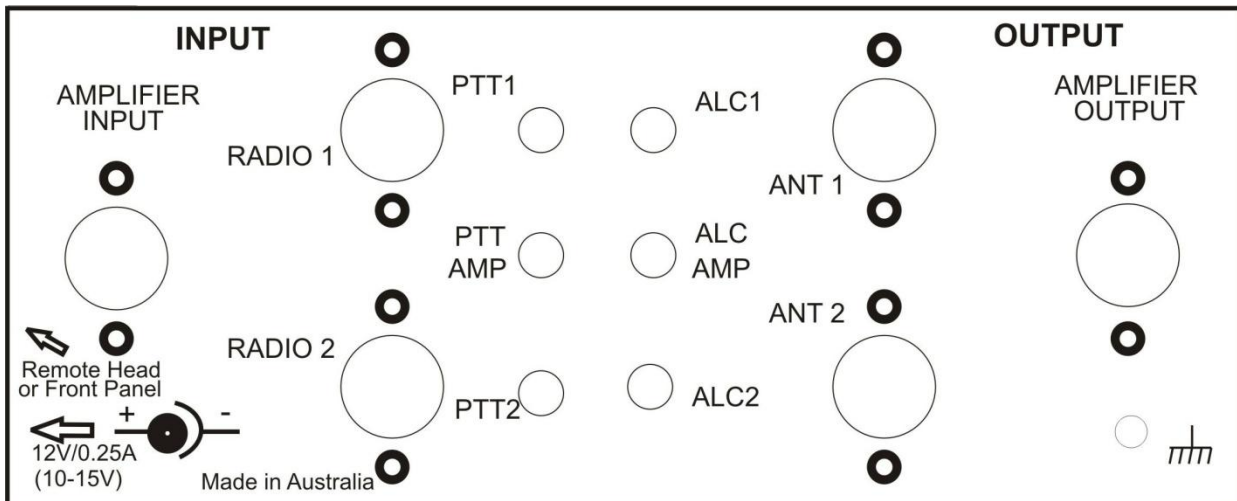 INPUT
OUTPUT
AMPLIFIER
INPUT
RADIO 1
PTT1
ALC1
ANT 1
AMPLIFIER
OUTPUT
PTT
AMP
ALC
AMP
RADIO 2
PTT2
ALC2
ANT 2
Remote Head
or Front Panel
+ -
12V/0.25A
(10-15V)
Made in Australia